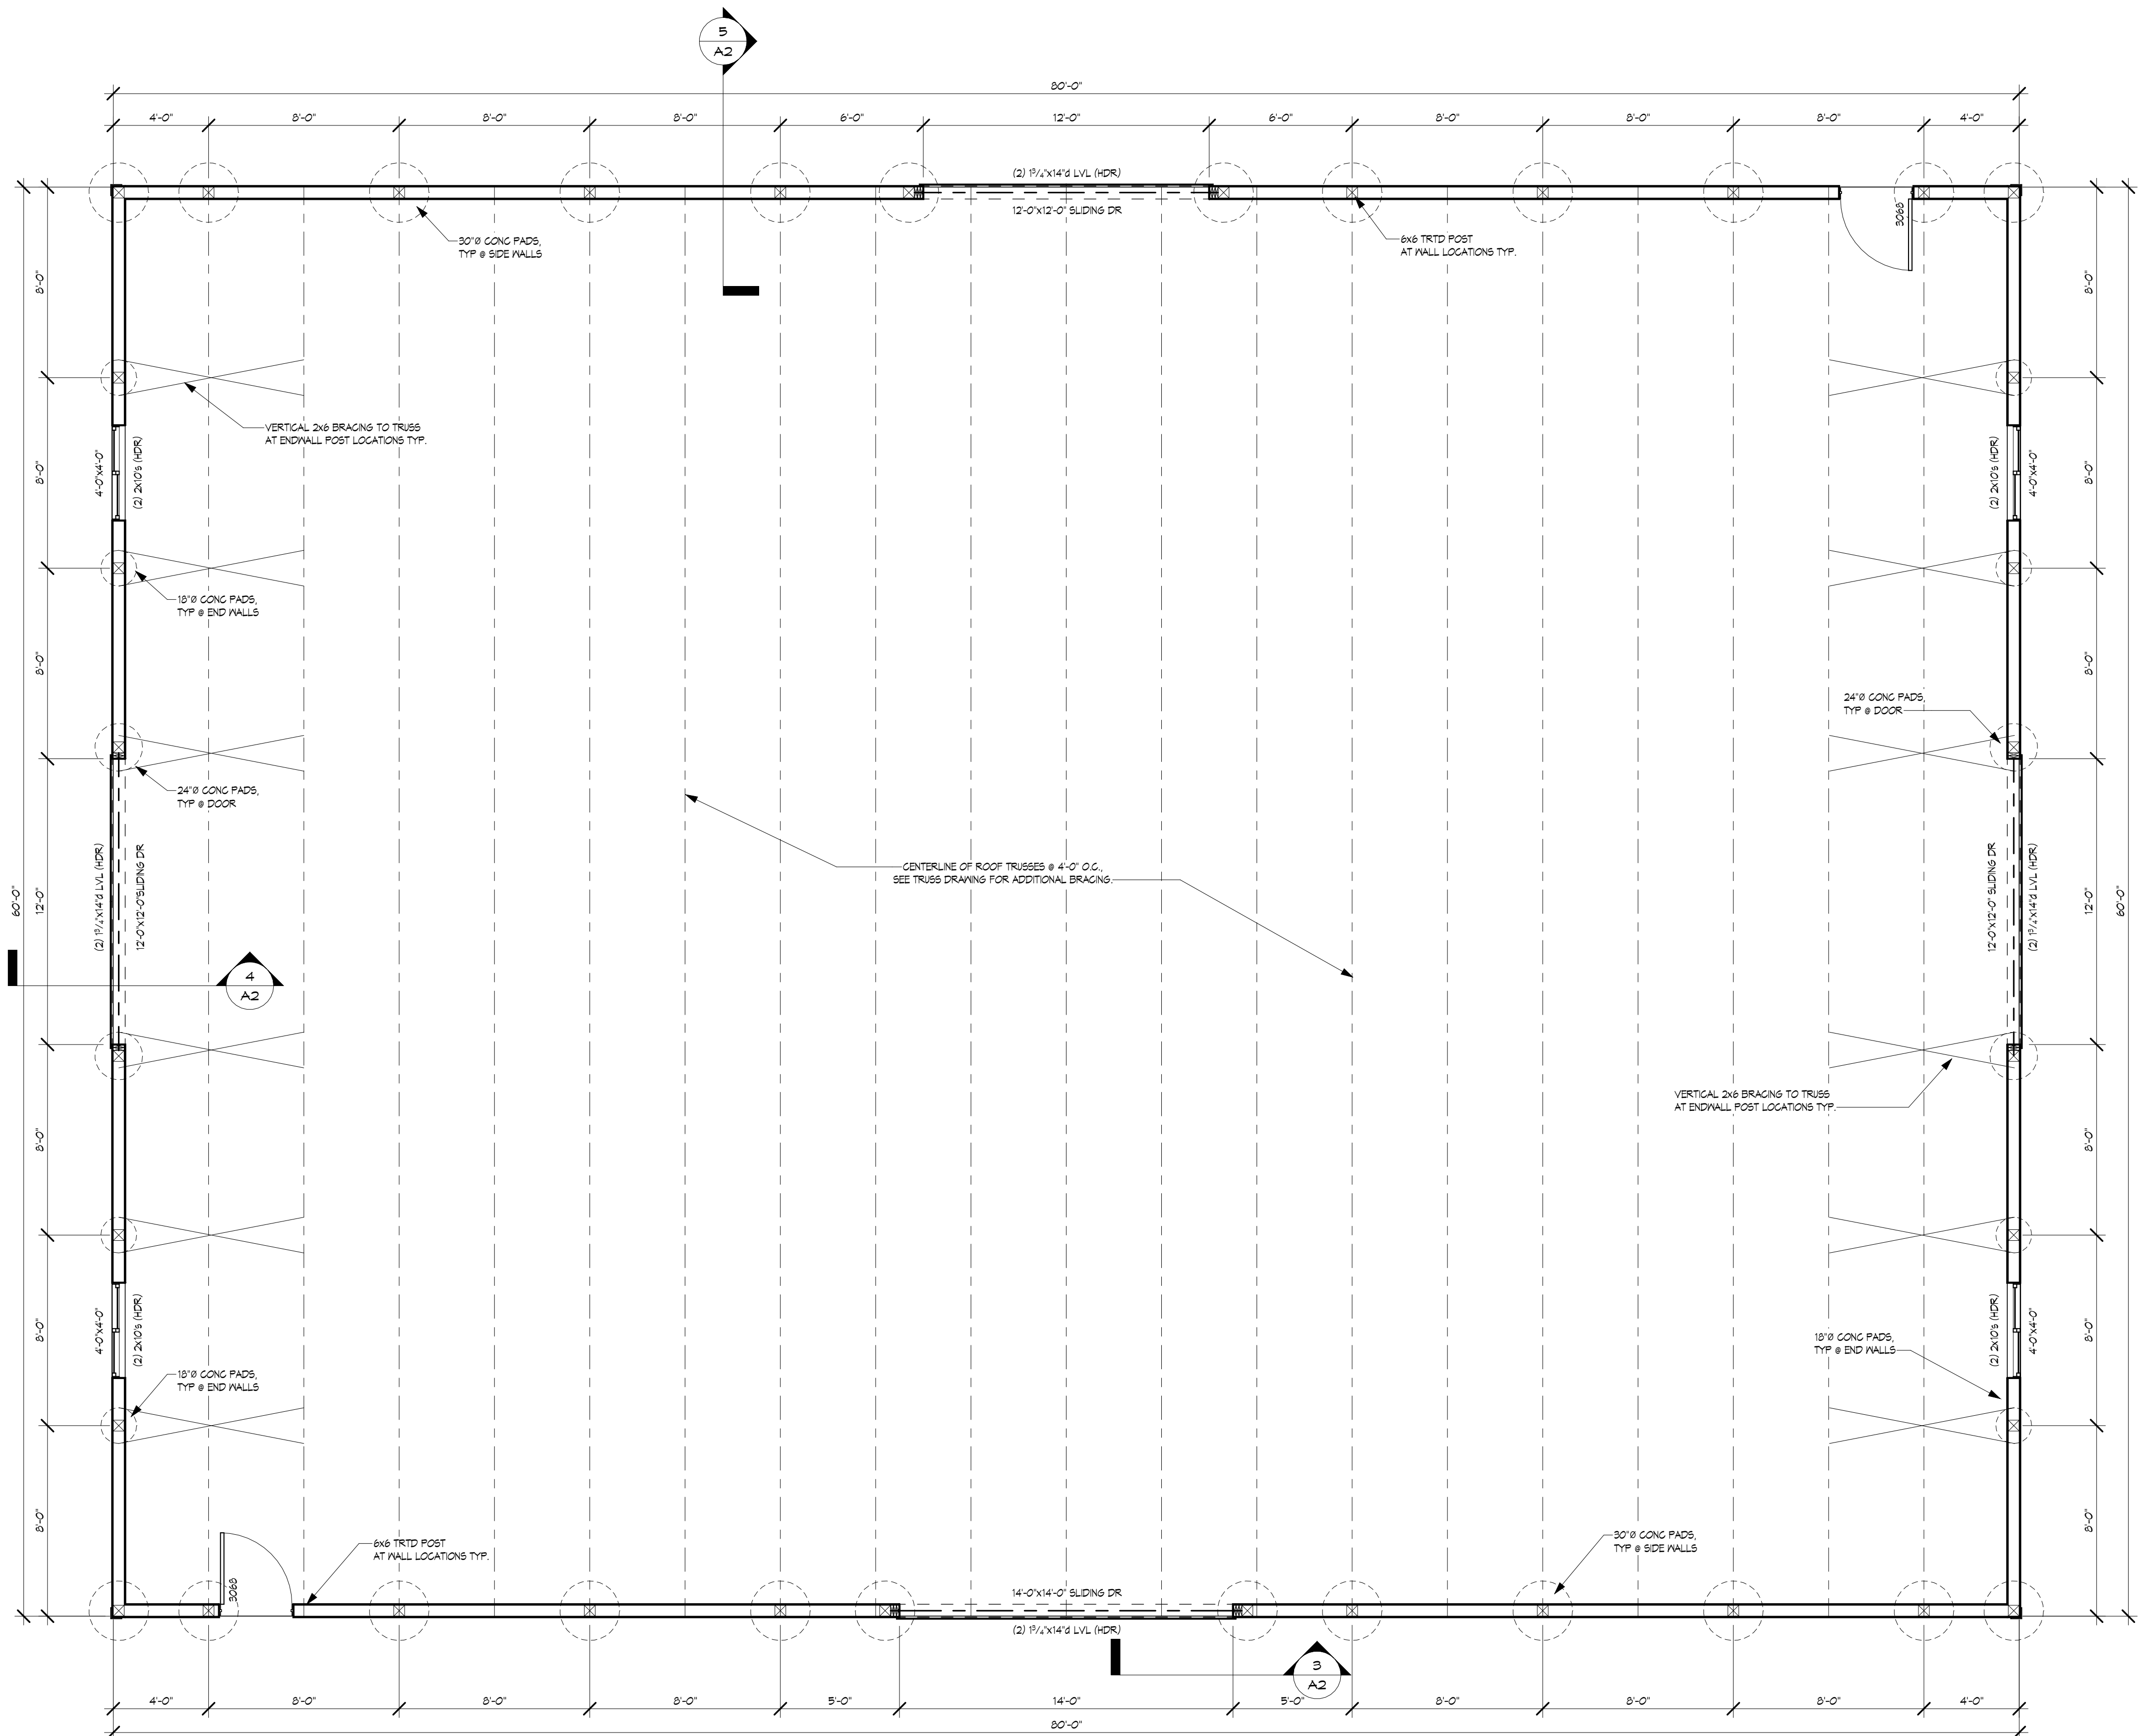 5
A2
80'-0"
4'-0"
8'-0"
8'-0"
8'-0"
6'-0"
12'-0"
6'-0"
8'-0"
8'-0"
8'-0"
4'-0"
(2) 1¾"x14"d LVL (HDR)
12'-0"x12'-0" SLIDING DR
30"Ø CONC PADS,
TYP @ SIDE WALLS
6x6 TRTD POST
AT WALL LOCATIONS TYP.
3068
8'-0"
8'-0"
VERTICAL 2x6 BRACING TO TRUSS
AT ENDWALL POST LOCATIONS TYP.
8'-0"
4'-0"x4'-0"
(2) 2x10's (HDR)
(2) 2x10's (HDR)
4'-0"x4'-0"
8'-0"
18"Ø CONC PADS,
TYP @ END WALLS
8'-0"
8'-0"
24"Ø CONC PADS,
TYP @ DOOR
24"Ø CONC PADS,
TYP @ DOOR
60'-0"
12'-0"
(2) 1¾"x14"d LVL (HDR)
12'-0"x12'-0" SLIDING DR
CENTERLINE OF ROOF TRUSSES @ 4'-0" O.C.,
SEE TRUSS DRAWING FOR ADDITIONAL BRACING.
12'-0"x12'-0" SLIDING DR
(2) 1¾"x14"d LVL (HDR)
12'-0"
60'-0"
4
A2
VERTICAL 2x6 BRACING TO TRUSS
AT ENDWALL POST LOCATIONS TYP.
8'-0"
8'-0"
8'-0"
4'-0"x4'-0"
(2) 2x10's (HDR)
18"Ø CONC PADS,
TYP @ END WALLS
(2) 2x10's (HDR)
4'-0"x4'-0"
8'-0"
18"Ø CONC PADS,
TYP @ END WALLS
8'-0"
8'-0"
6x6 TRTD POST
AT WALL LOCATIONS TYP.
3068
30"Ø CONC PADS,
TYP @ SIDE WALLS
14'-0"x14'-0" SLIDING DR
(2) 1¾"x14"d LVL (HDR)
3
A2
4'-0"
8'-0"
8'-0"
8'-0"
5'-0"
14'-0"
5'-0"
8'-0"
8'-0"
8'-0"
4'-0"
80'-0"